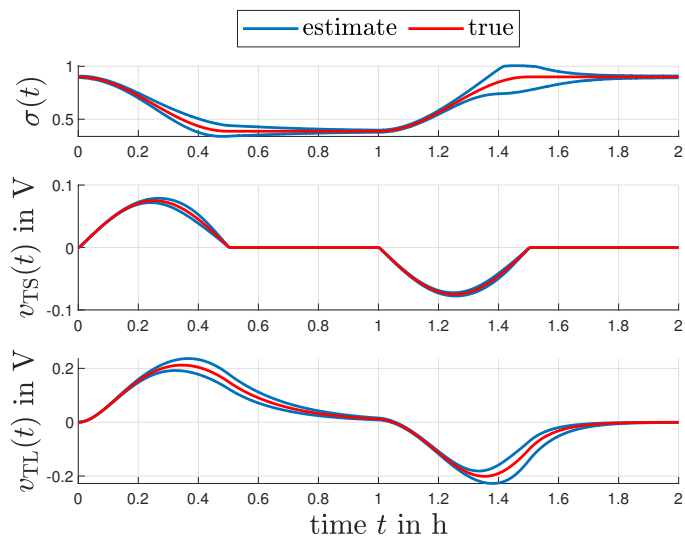 estimate true
σ(t)
1
0.5
0 0.2 0.4 0.6 0.8 1 1.2 1.4 1.6 1.8 2
v_TS(t) in V
0.1
0
-0.1
0 0.2 0.4 0.6 0.8 1 1.2 1.4 1.6 1.8 2
v_TL(t) in V
0.2
0
-0.2
0 0.2 0.4 0.6 0.8 1 1.2 1.4 1.6 1.8 2
time t in h